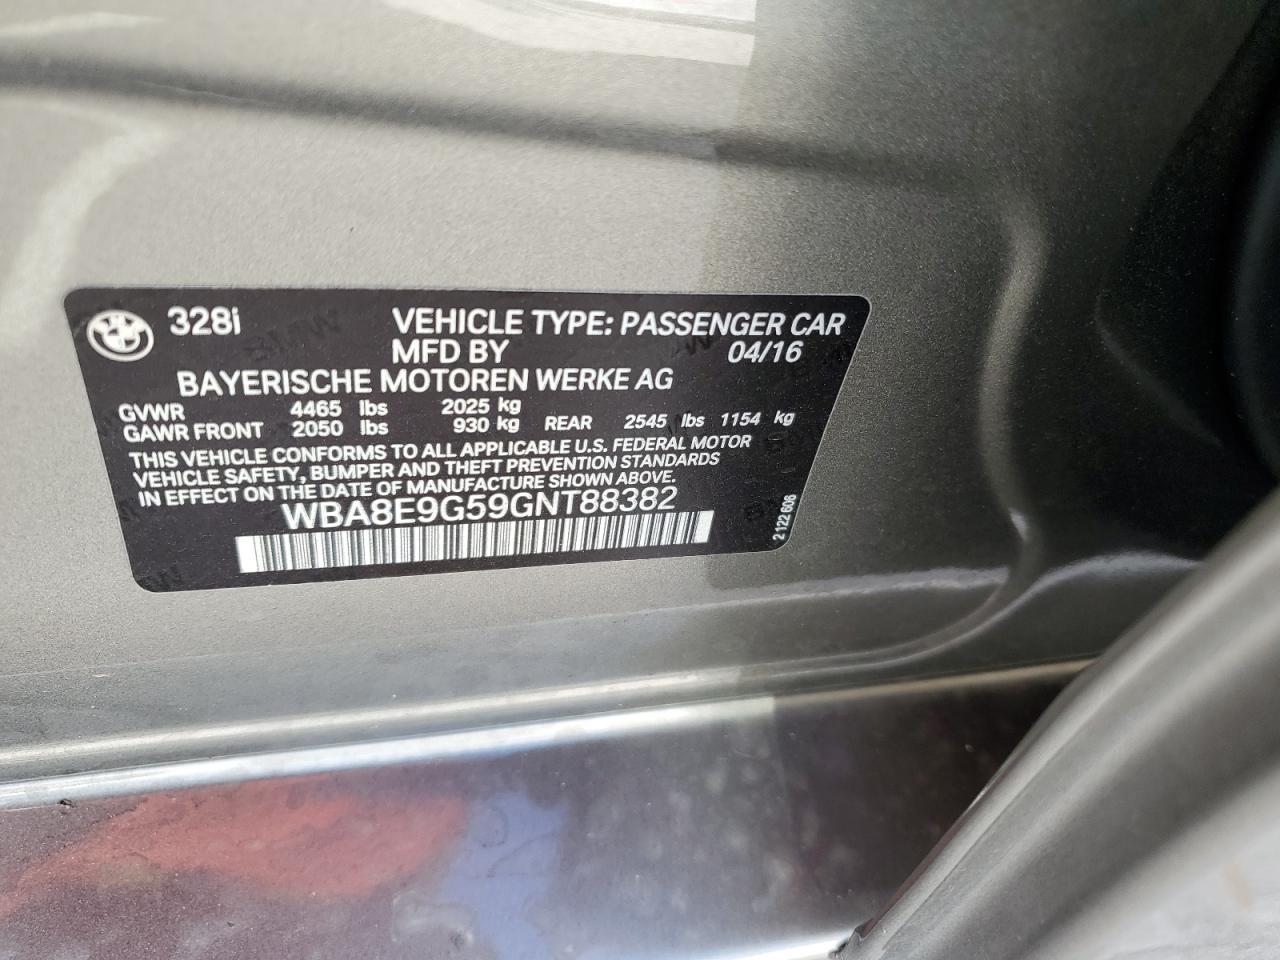 328i VEHICLE TYPE: PASSENGER CAR
MFD BY 04/16
BAYERISCHE MOTOREN WERKE AG
GVWR 4465 lbs 2025 kg
GAWR FRONT 2050 lbs 930 kg REAR 2545 lbs 1154 kg
THIS VEHICLE CONFORMS TO ALL APPLICABLE U.S. FEDERAL MOTOR
VEHICLE SAFETY, BUMPER AND THEFT PREVENTION STANDARDS
IN EFFECT ON THE DATE OF MANUFACTURE SHOWN ABOVE.
WBA8E9G59GNT88382
2 122 606